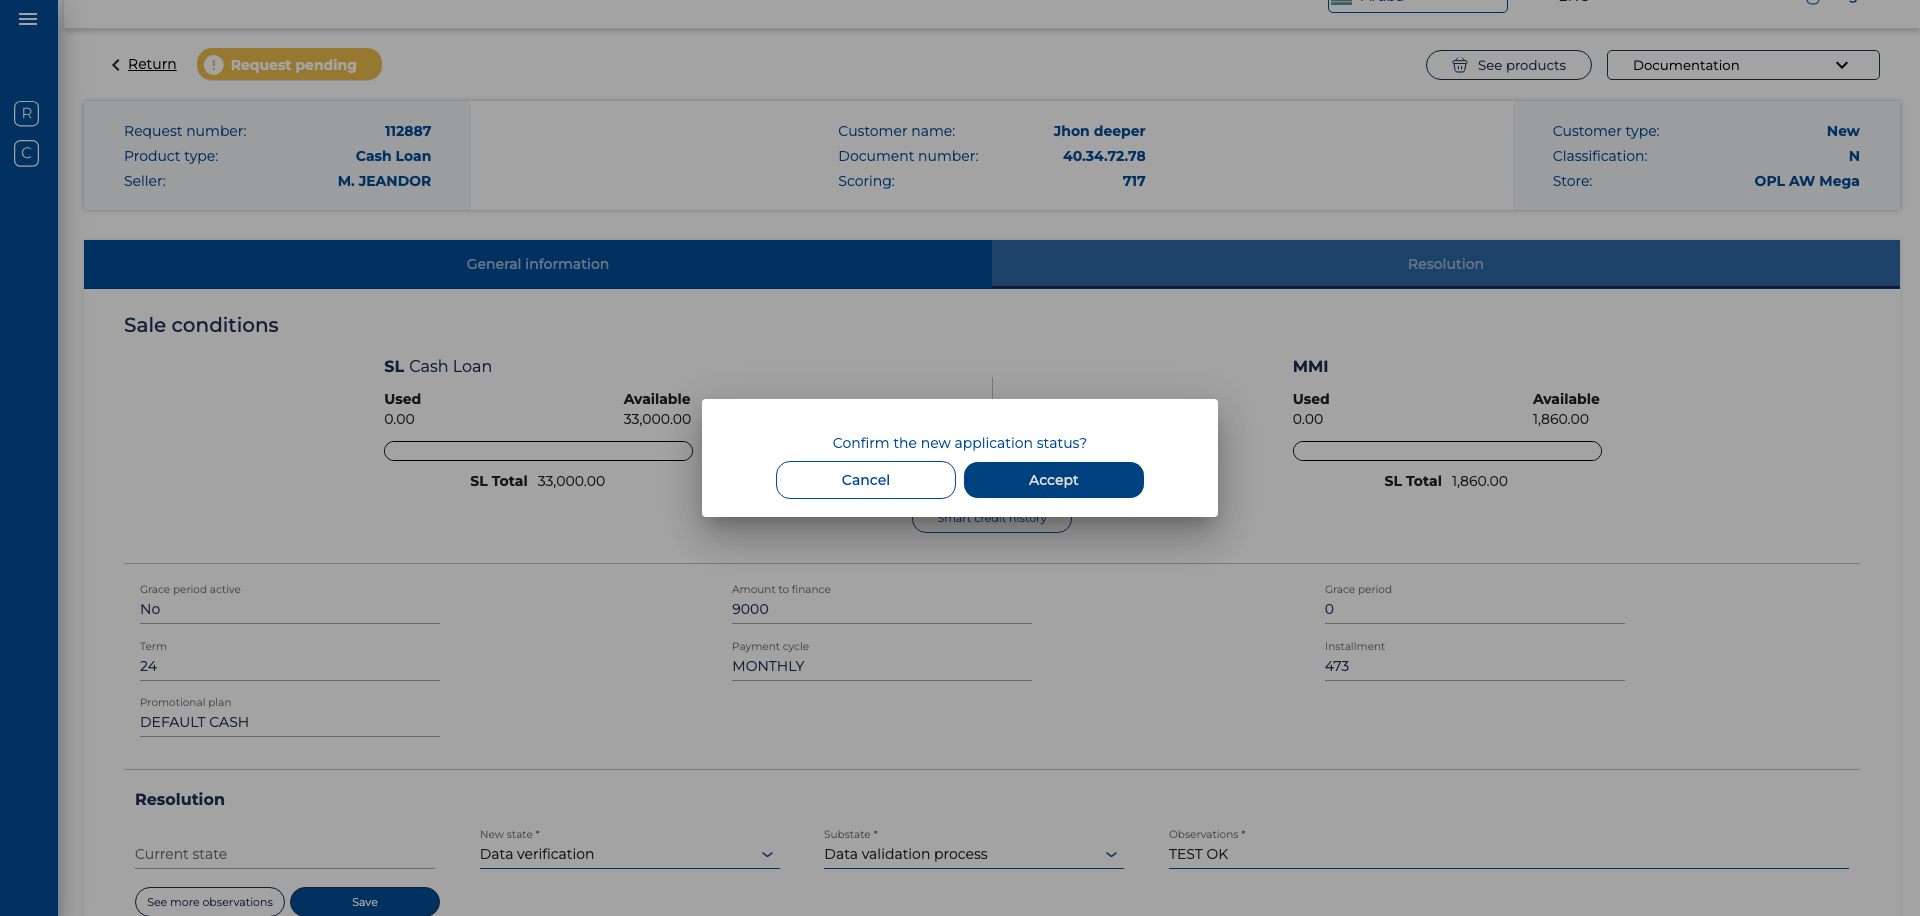 Return
Request pending
See products
Documentation
R
C
Request number: 112887
Product type: Cash Loan
Seller: M. JEANDOR
Customer name: Jhon deeper
Document number: 40.34.72.78
Scoring: 717
Customer type: New
Classification: N
Store: OPL AW Mega
General information
Resolution
Sale conditions
SL Cash Loan
Used Available
0.00 33,000.00
SL Total 33,000.00
MMI
Used Available
0.00 1,860.00
SL Total 1,860.00
Confirm the new application status?
Cancel
Accept
Smart credit history
Grace period active
No
Amount to finance
9000
Grace period
0
Term
24
Payment cycle
MONTHLY
Installment
473
Promotional plan
DEFAULT CASH
Resolution
Current state
New state *
Data verification
Substate *
Data validation process
Observations *
TEST OK
See more observations
Save